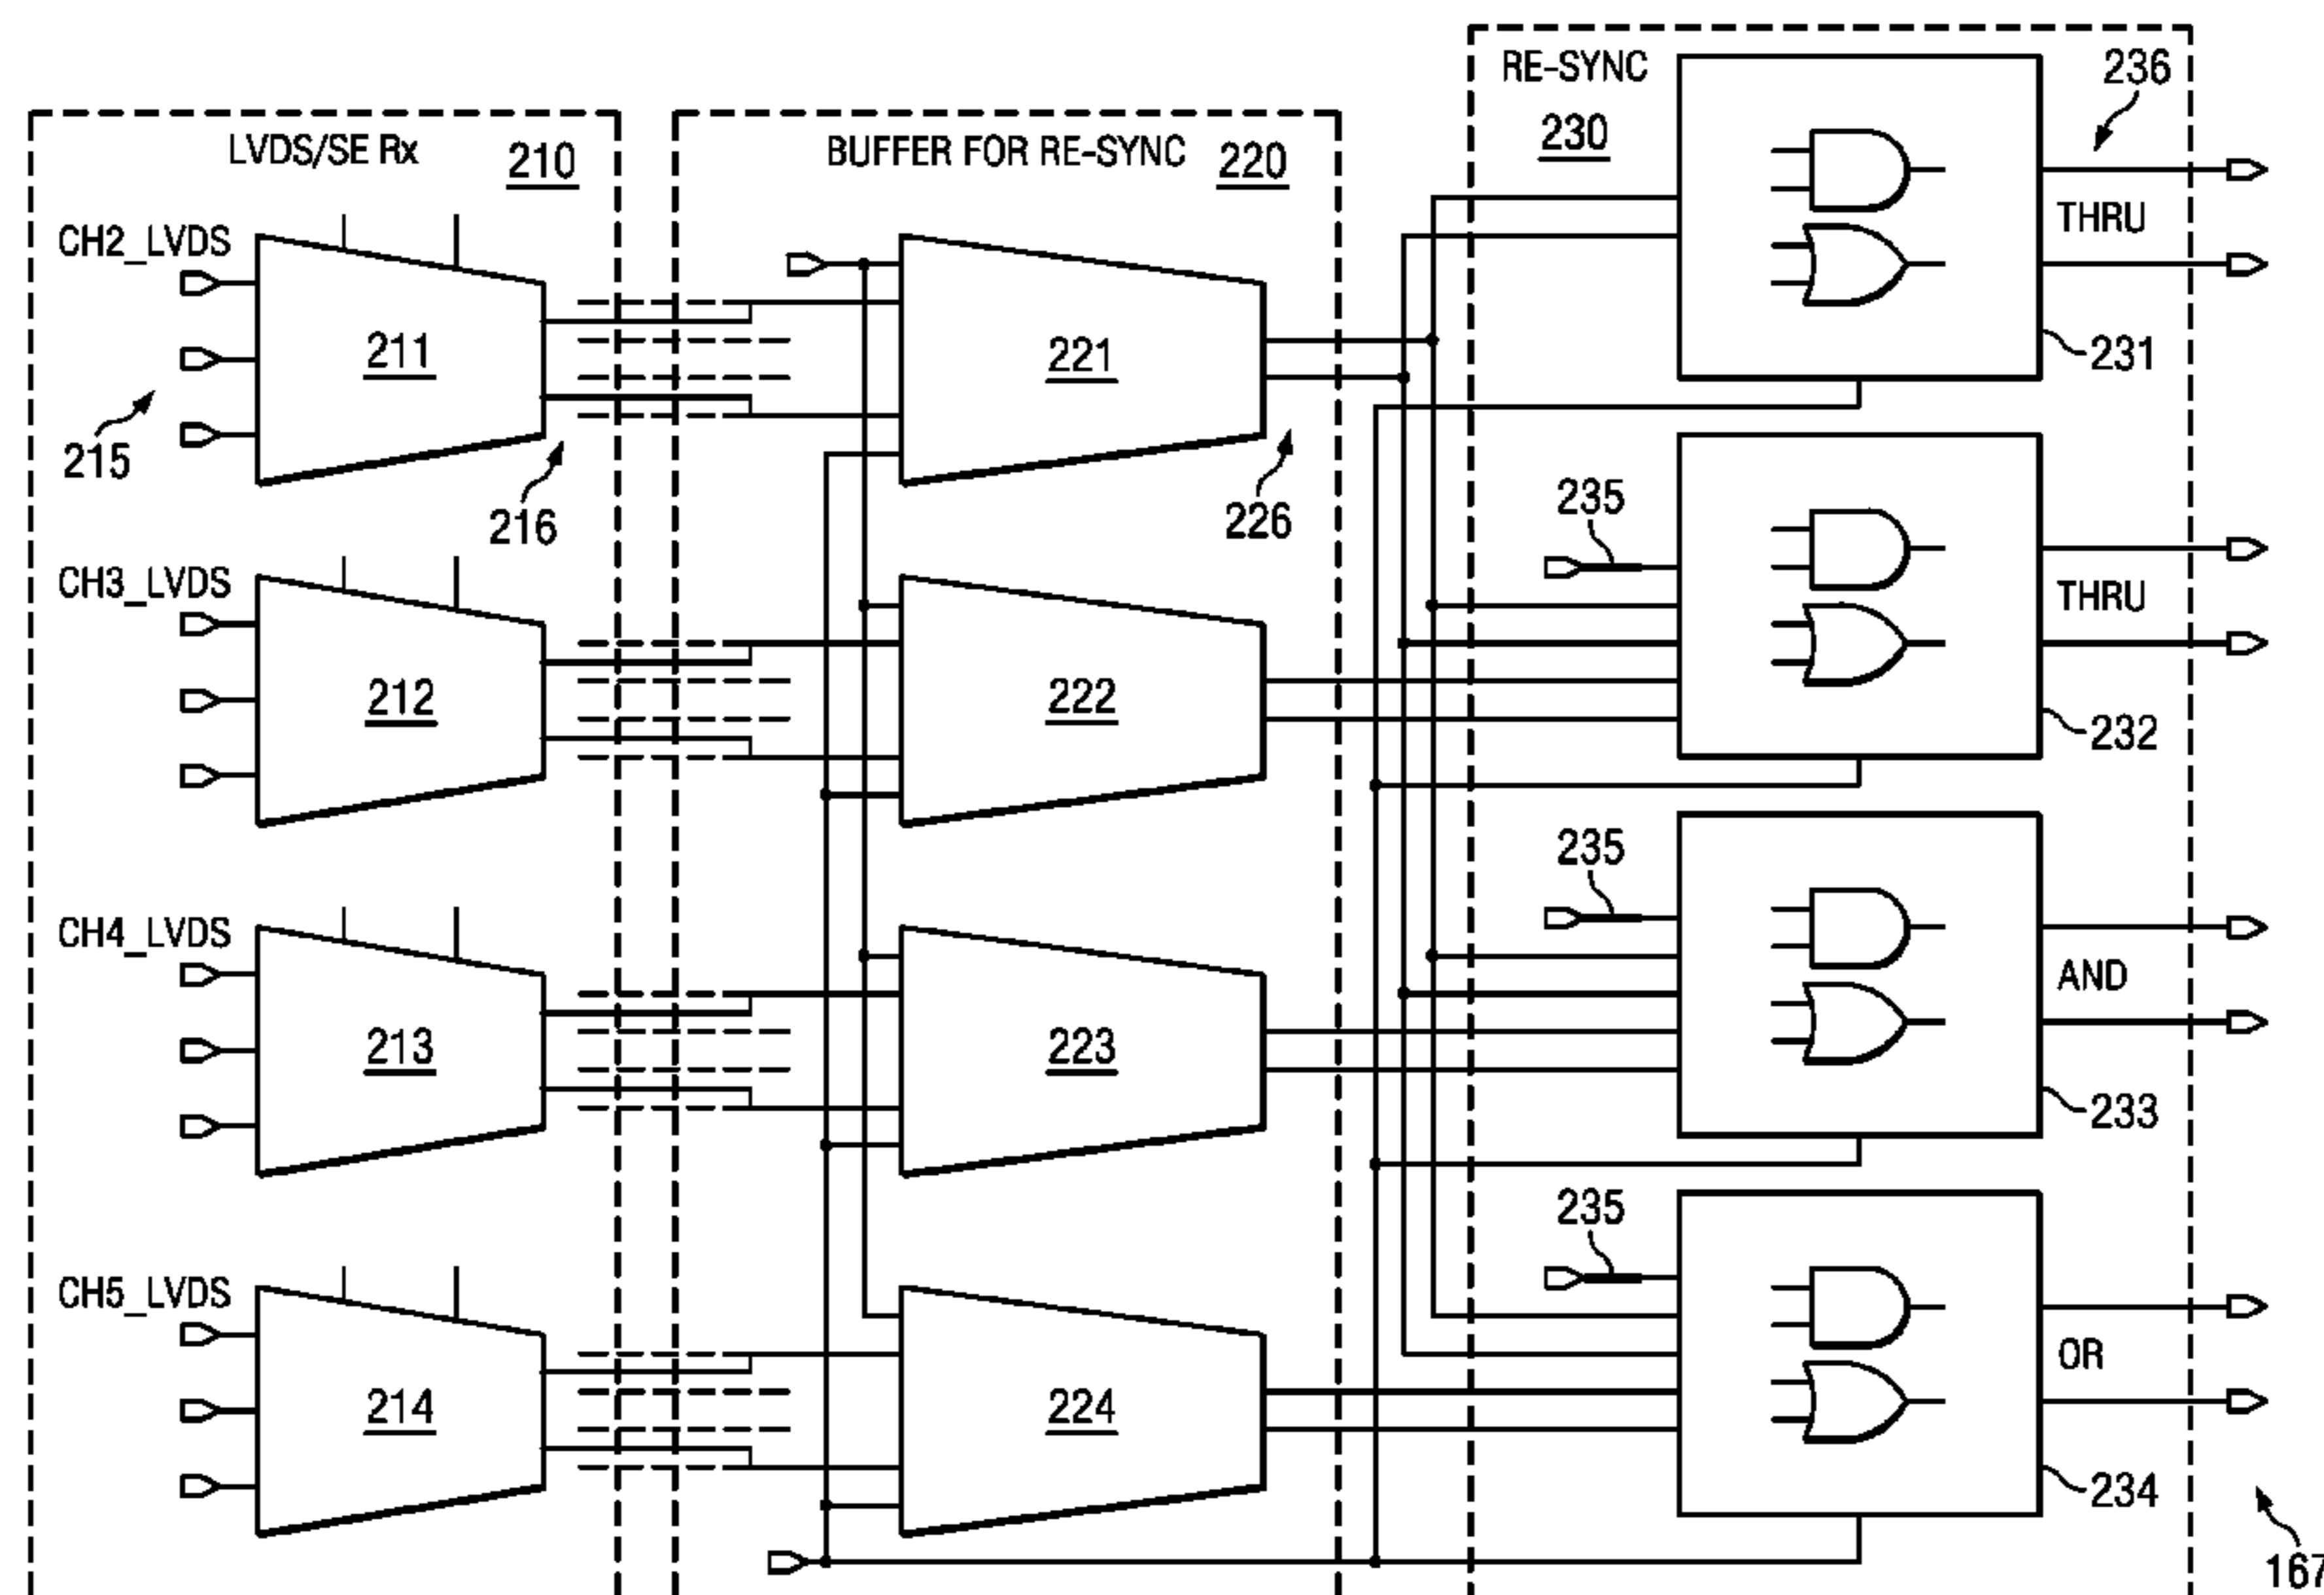 RE-SYNC
230
236
LVDS/SE Rx
210
BUFFER FOR RE-SYNC
220
CH2_LVDS
211
215
216
221
226
THRU
231
CH3_LVDS
212
222
235
THRU
232
CH4_LVDS
213
223
235
AND
233
CH5_LVDS
214
224
235
OR
234
167